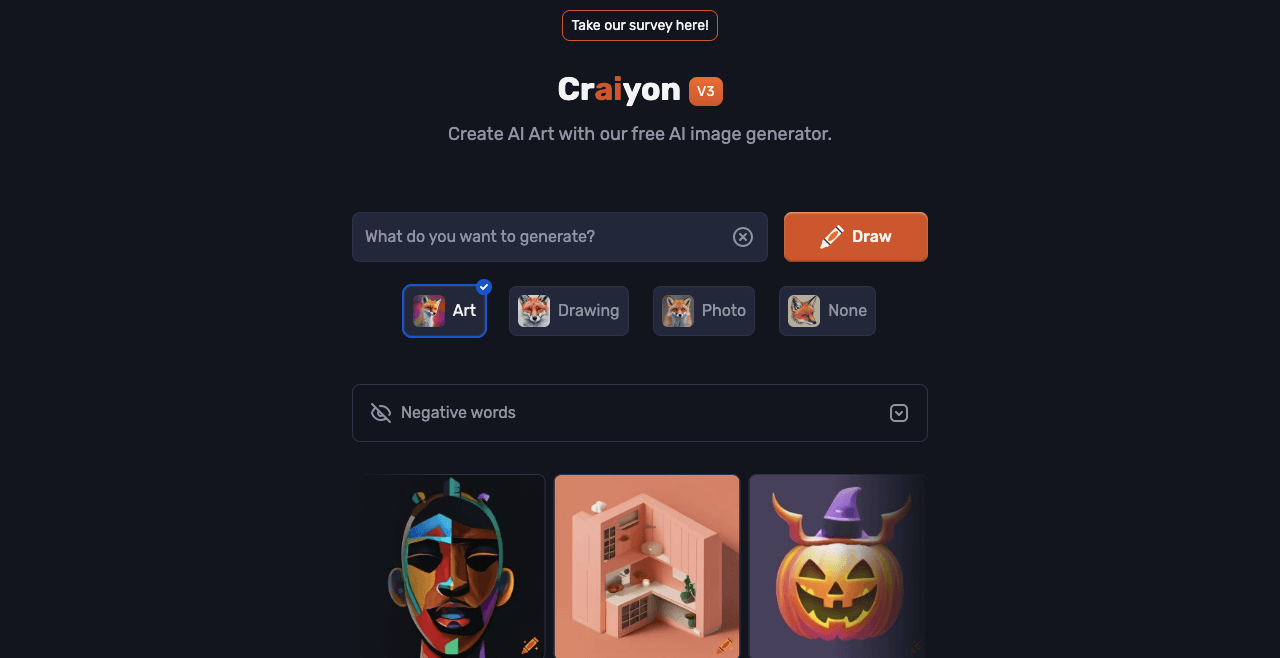 Take our survey here!
Craiyon V3
Create AI Art with our free AI image generator.
What do you want to generate?
Draw
Art
Drawing
Photo
None
Negative words